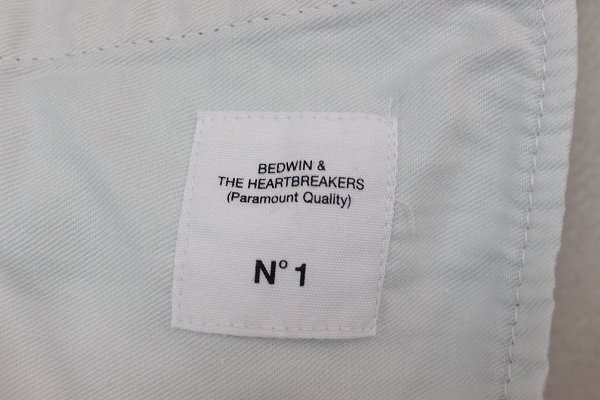 BEDWIN &
THE HEARTBREAKERS
(Paramount Quality)
N° 1